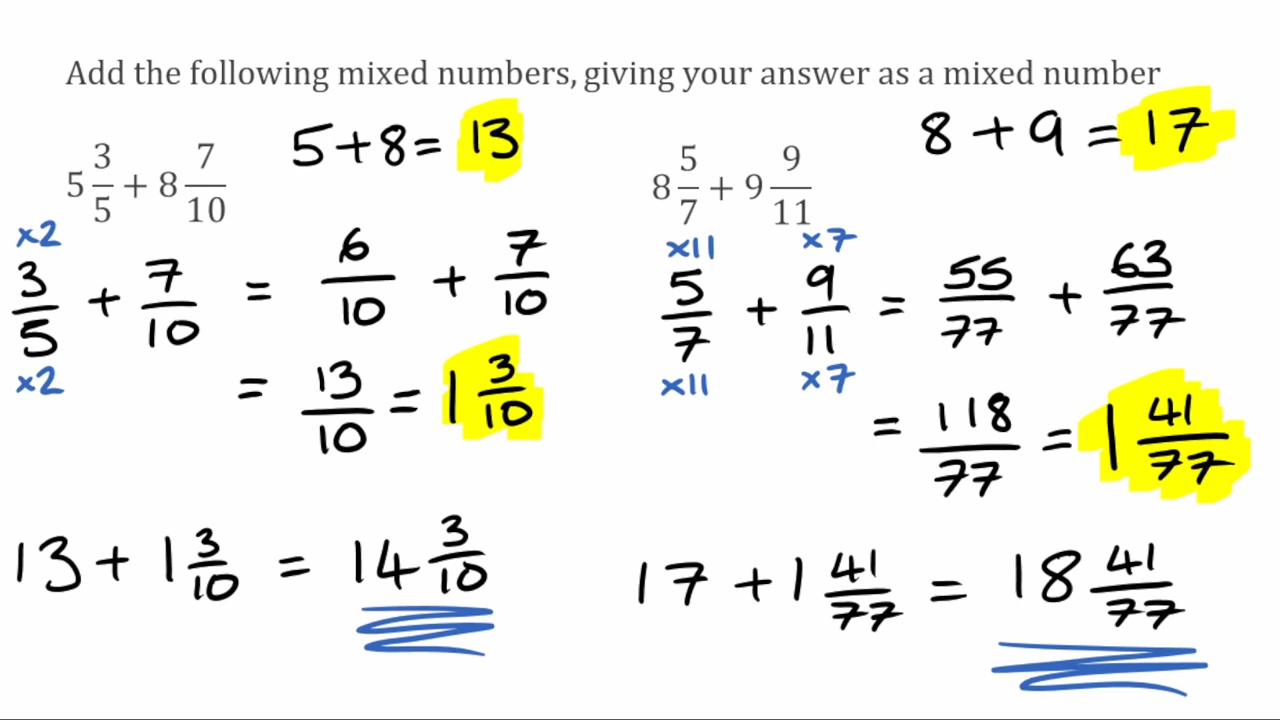 Add the following mixed numbers, giving your answer as a mixed number
5 3/5 + 8 7/10
5+8= 13
×2
3/5 + 7/10 = 6/10 + 7/10
×2
= 13/10 = 1 3/10
13 + 1 3/10 = 14 3/10
8 5/7 + 9 9/11
8 + 9 = 17
×11 ×7
5/7 + 9/11 = 55/77 + 63/77
×11 ×7
= 118/77 = 1 41/77
17 + 1 41/77 = 18 41/77